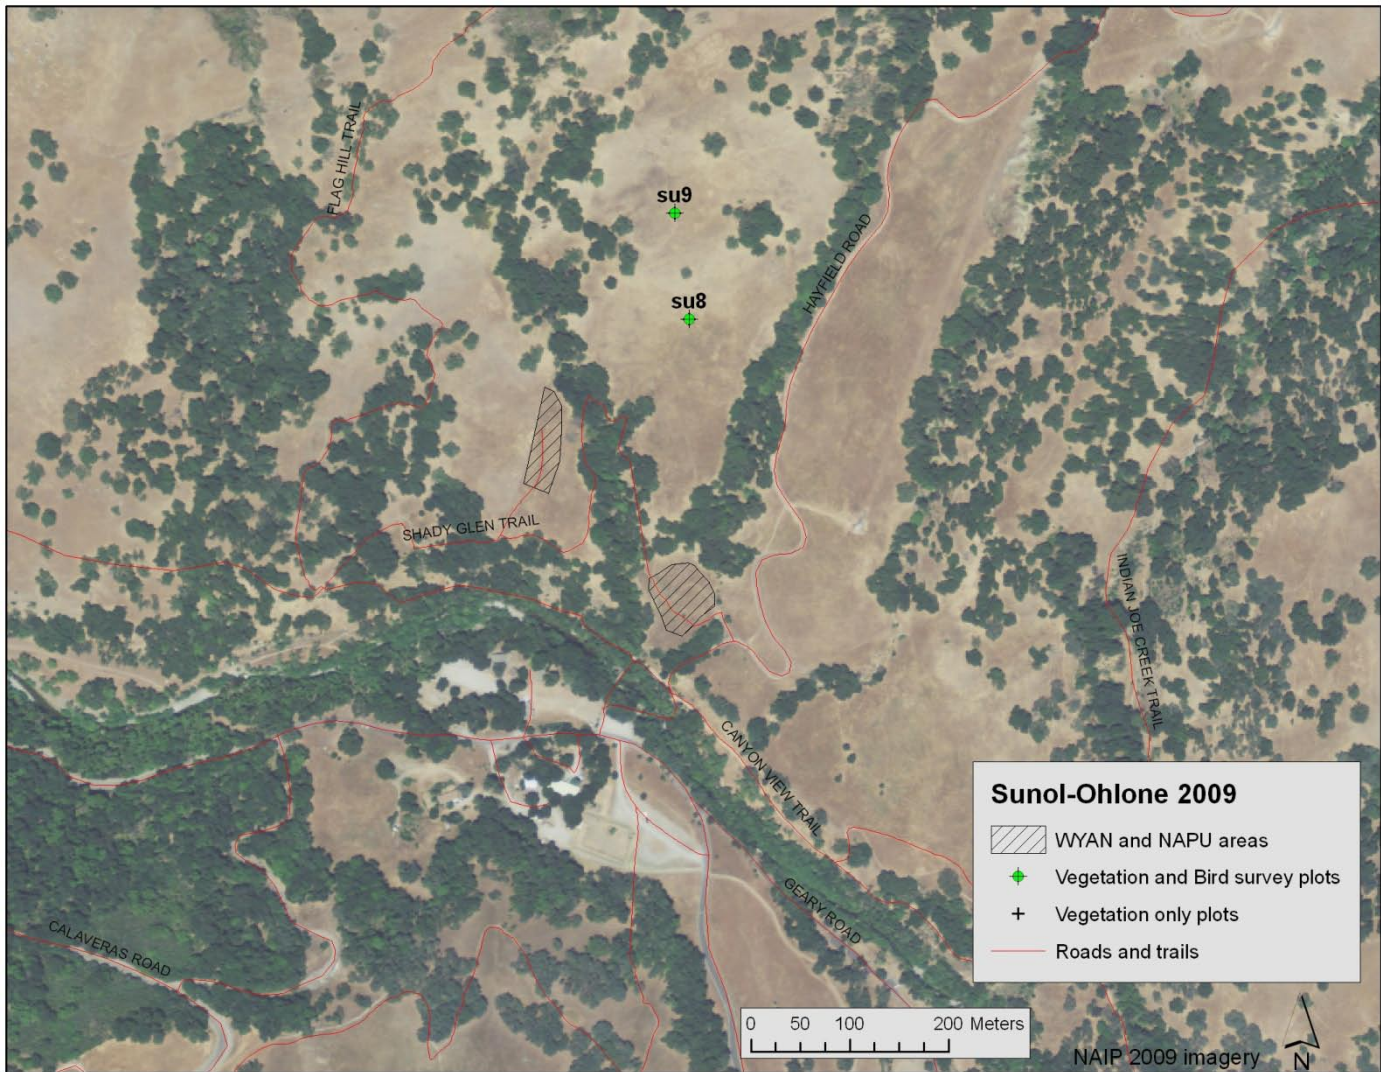 FLAG HILL TRAIL
su9
HAYFIELD ROAD
su8
SHADY GLEN TRAIL
INDIAN JOE CREEK TRAIL
CANYON VIEW TRAIL
GEARY ROAD
CALAVERAS ROAD
Sunol-Ohlone 2009
WYAN and NAPU areas
Vegetation and Bird survey plots
Vegetation only plots
Roads and trails
0 50 100 200 Meters
NAIP 2009 imagery
N